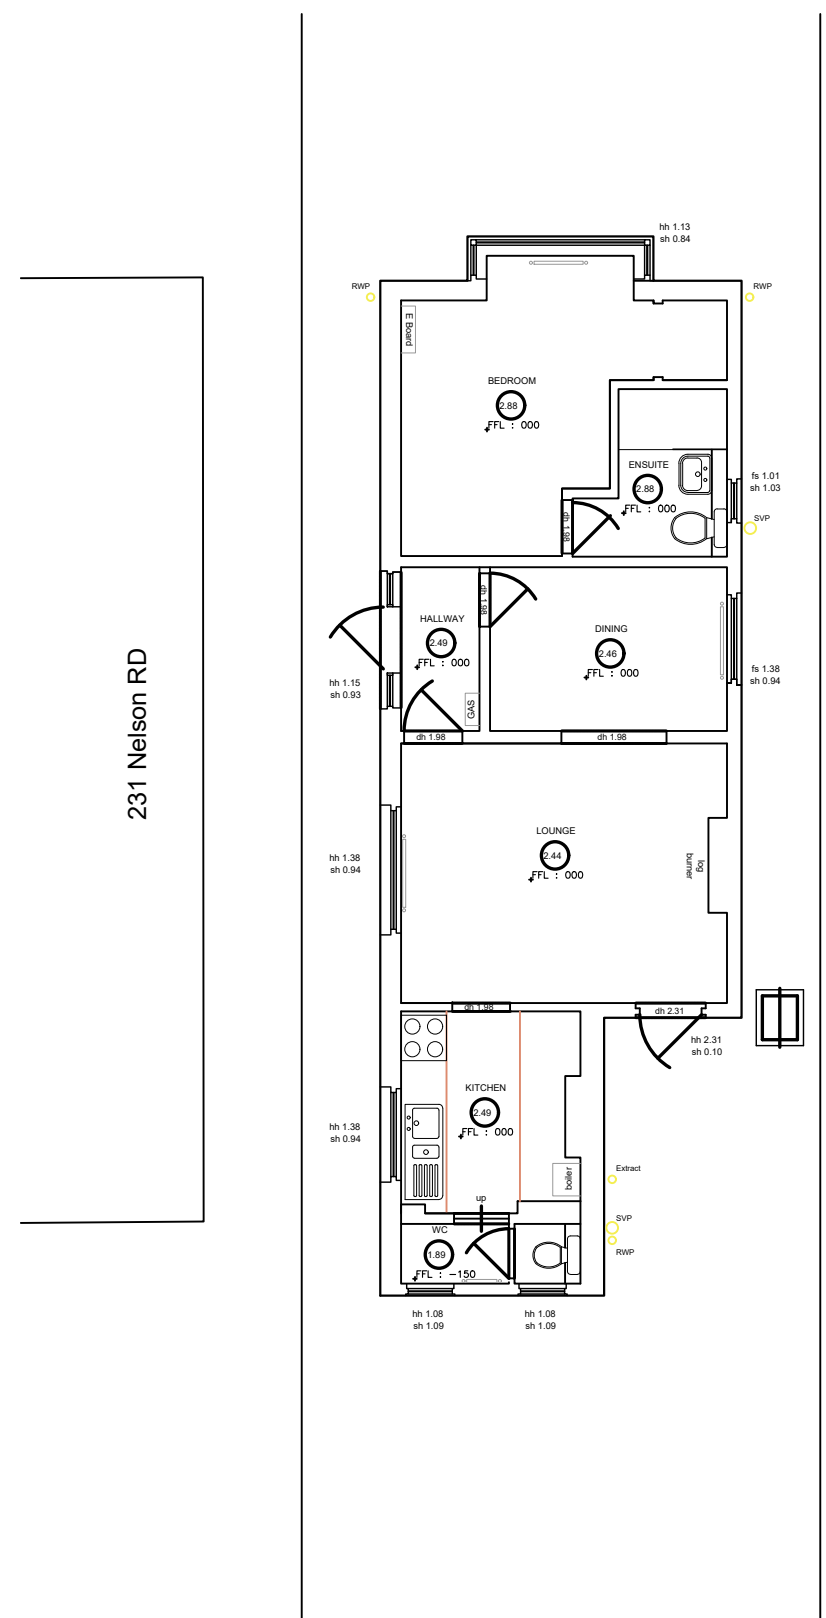 hh 1.13
sh 0.84
RWP
RWP
E Board
BEDROOM
2.88
FFL : 000
ENSUITE
2.88
FFL : 000
fs 1.01
sh 1.03
SVP
dh 1.98
HALLWAY
2.49
FFL : 000
dh 1.98
DINING
2.46
FFL : 000
fs 1.38
sh 0.94
hh 1.15
sh 0.93
GAS
dh 1.98
dh 1.98
231 Nelson RD
LOUNGE
2.44
FFL : 000
hh 1.38
sh 0.94
log
burner
dh 1.98
dh 2.31
hh 2.31
sh 0.10
KITCHEN
2.49
FFL : 000
hh 1.38
sh 0.94
boiler
Extract
up
SVP
RWP
WC
1.89
FFL : -150
hh 1.08
sh 1.09
hh 1.08
sh 1.09